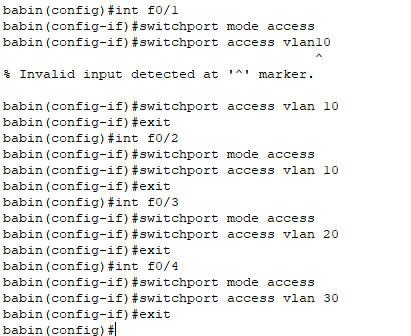 babin(config)#int f0/1
babin(config-if)#switchport mode access
babin(config-if)#switchport access vlan10
^
% Invalid input detected at '^' marker.
babin(config-if)#switchport access vlan 10
babin(config-if)#exit
babin(config)#int f0/2
babin(config-if)#switchport mode access
babin(config-if)#switchport access vlan 10
babin(config-if)#exit
babin(config)#int f0/3
babin(config-if)#switchport mode access
babin(config-if)#switchport access vlan 20
babin(config-if)#exit
babin(config)#int f0/4
babin(config-if)#switchport mode access
babin(config-if)#switchport access vlan 30
babin(config-if)#exit
babin(config)#